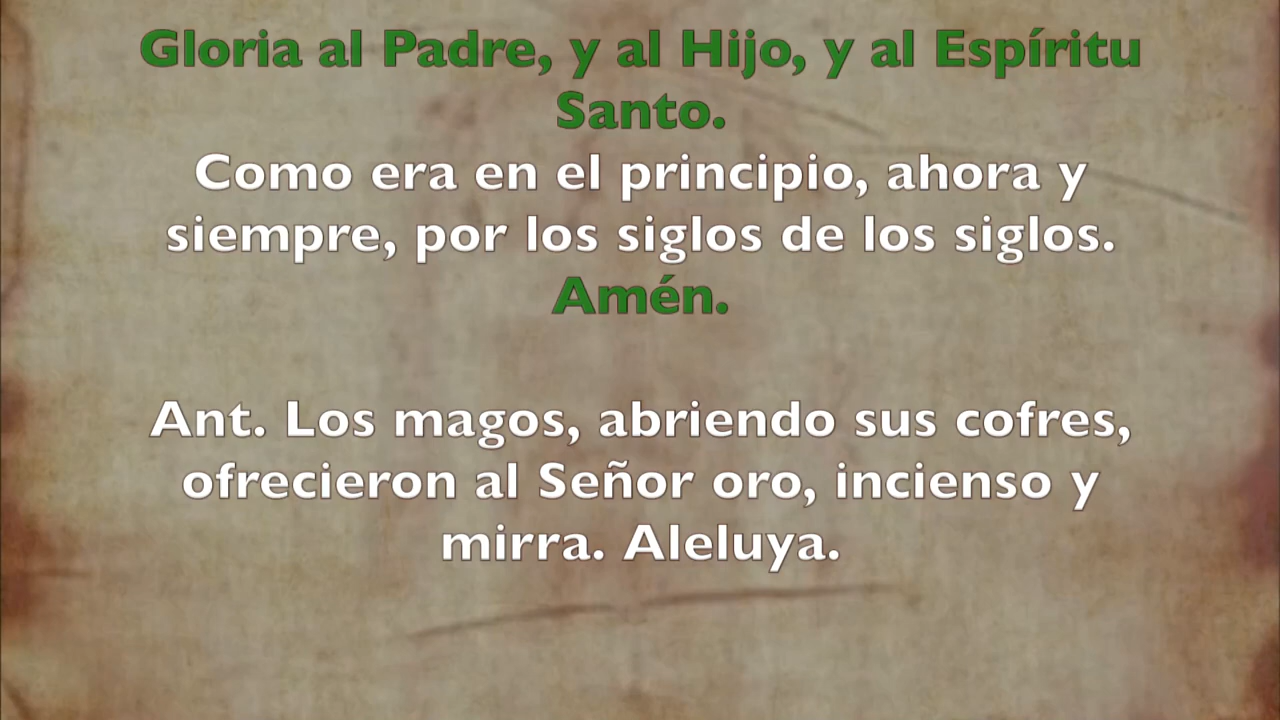 Gloria al Padre, y al Hijo, y al Espíritu
Santo.
Como era en el principio, ahora y
siempre, por los siglos de los siglos.
Amén.
Ant. Los magos, abriendo sus cofres,
ofrecieron al Señor oro, incienso y
mirra. Aleluya.